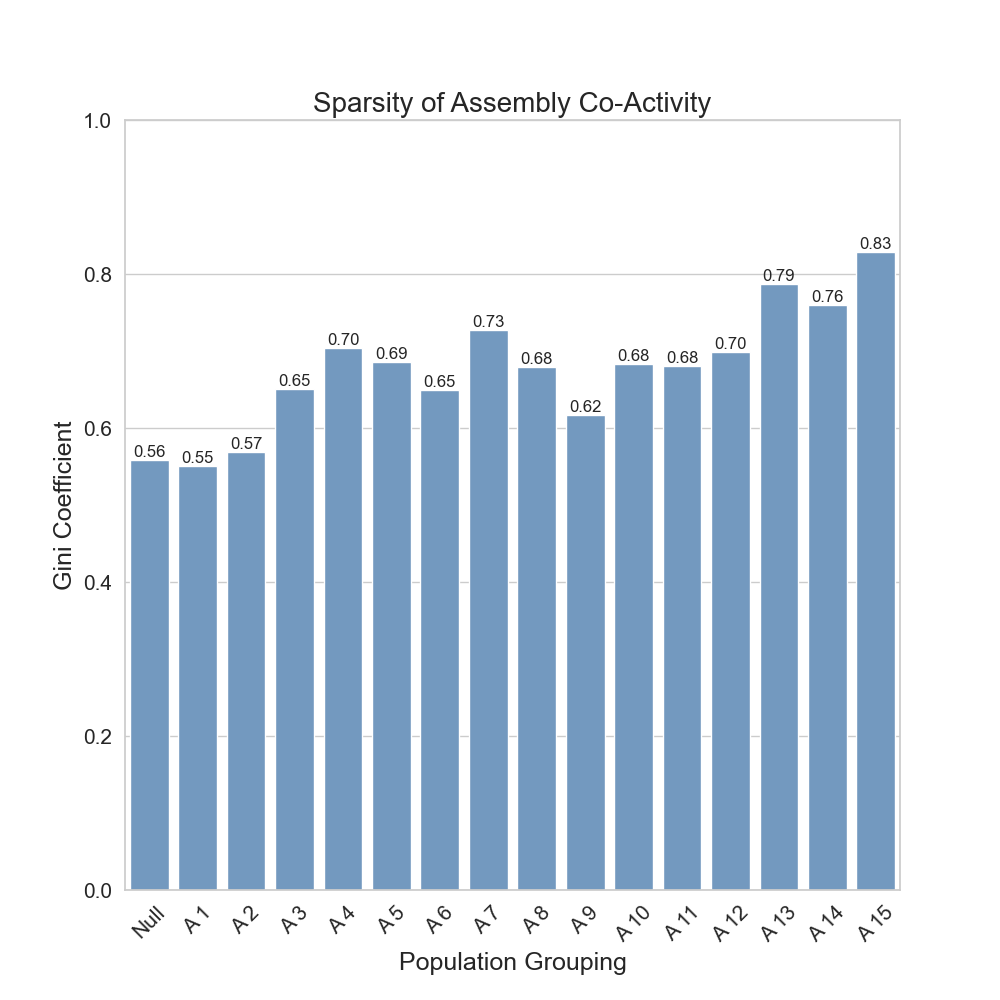 Sparsity of Assembly Co-Activity
1.0
0.8
0.6
0.4
0.2
0.0
Gini Coefficient
0.56
0.55
0.57
0.65
0.70
0.69
0.65
0.73
0.68
0.62
0.68
0.68
0.70
0.79
0.76
0.83
Null
A 1
A 2
A 3
A 4
A 5
A 6
A 7
A 8
A 9
A 10
A 11
A 12
A 13
A 14
A 15
Population Grouping